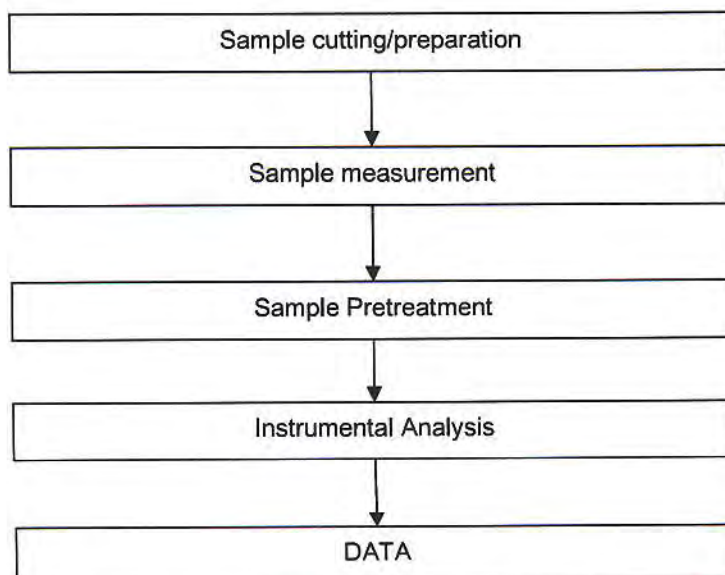 Sample cutting/preparation
Sample measurement
Sample Pretreatment
Instrumental Analysis
DATA